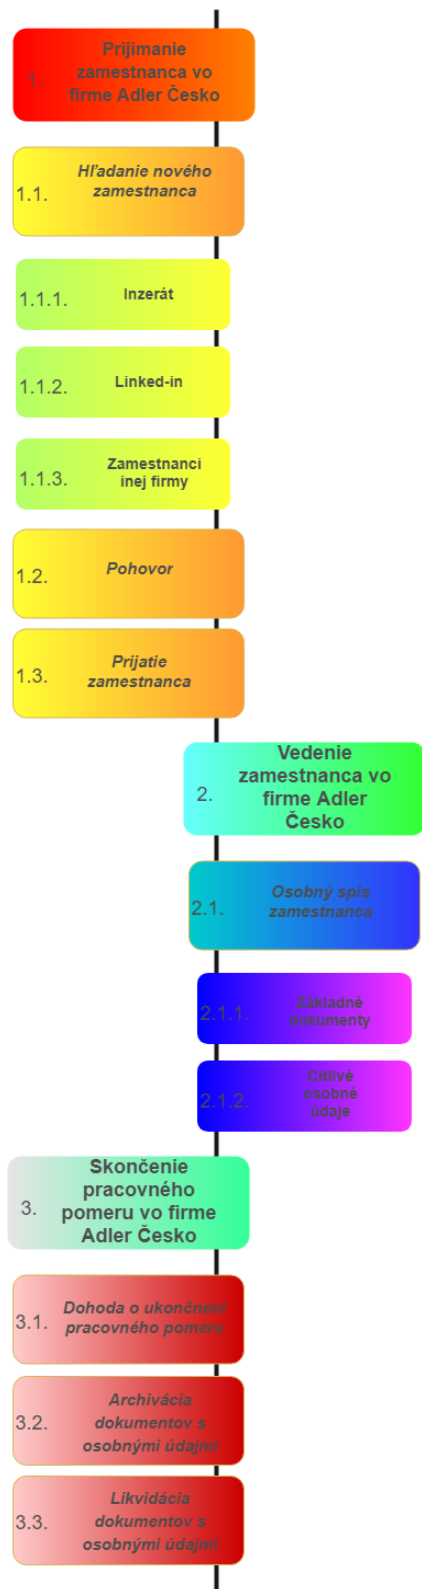 1.
Prijímanie
zamestnanca vo
firme Adler Česko
1.1.
Hľadanie nového
zamestnanca
1.1.1.
Inzerát
1.1.2.
Linked-in
1.1.3.
Zamestnanci
inej firmy
1.2.
Pohovor
1.3.
Prijatie
zamestnanca
2.
Vedenie
zamestnanca vo
firme Adler
Česko
2.1.
Osobný spis
zamestnanca
2.1.1.
Základné
dokumenty
2.1.2.
Citlivé
osobné
údaje
3.
Skončenie
pracovného
pomeru vo firme
Adler Česko
3.1.
Dohoda o ukončnení
pracovného pomeru
3.2.
Archivácia
dokumentov s
osobnými údajmi
3.3.
Likvidácia
dokumentov s
osobnými údajmi